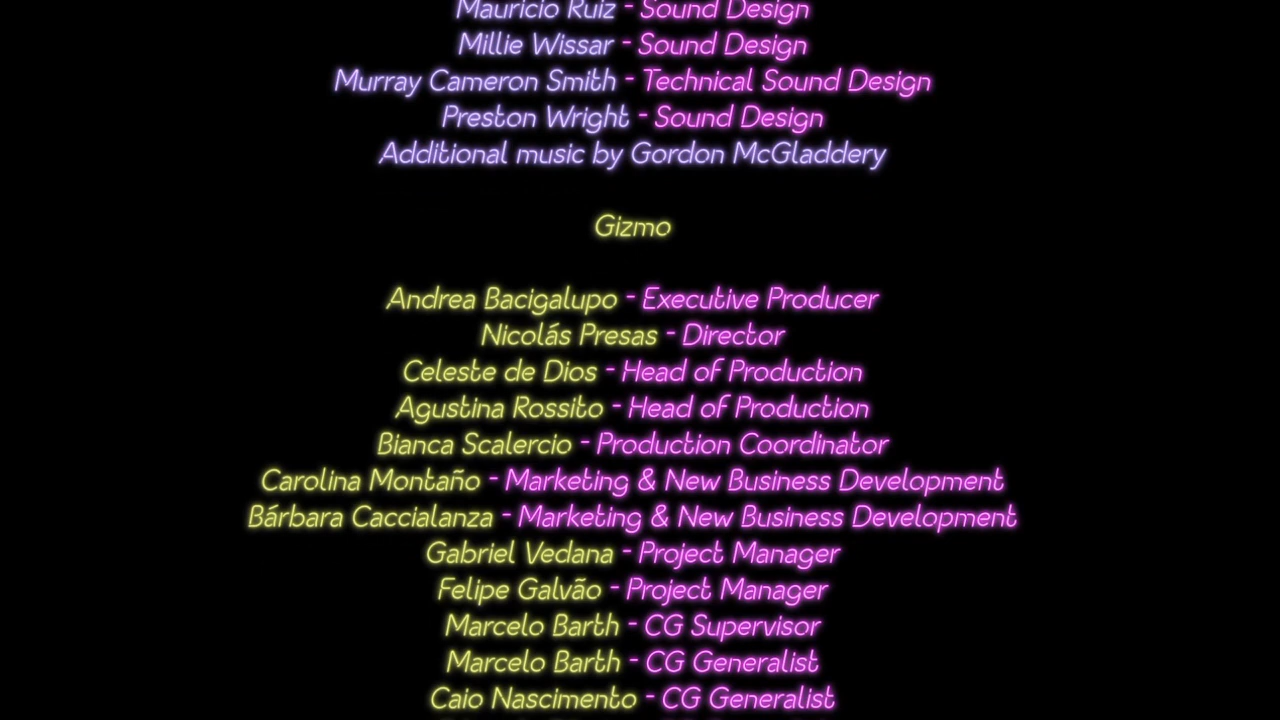 Mauricio Ruiz - Sound Design
Millie Wissar - Sound Design
Murray Cameron Smith - Technical Sound Design
Preston Wright - Sound Design
Additional music by Gordon McGladdery
Gizmo
Andrea Bacigalupo - Executive Producer
Nicolás Presas - Director
Celeste de Dios - Head of Production
Agustina Rossito - Head of Production
Bianca Scalercio - Production Coordinator
Carolina Montaño - Marketing & New Business Development
Bárbara Caccialanza - Marketing & New Business Development
Gabriel Vedana - Project Manager
Felipe Galvão - Project Manager
Marcelo Barth - CG Supervisor
Marcelo Barth - CG Generalist
Caio Nascimento - CG Generalist